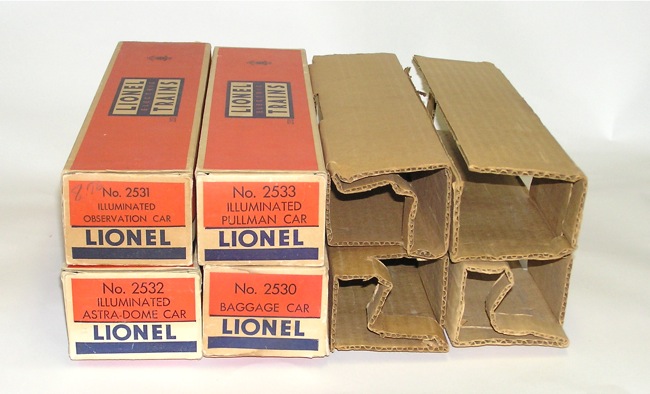 LIONEL
TRAINS
LIONEL
TRAINS
No. 2531
ILLUMINATED
OBSERVATION CAR
LIONEL
No. 2533
ILLUMINATED
PULLMAN CAR
LIONEL
No. 2532
ILLUMINATED
ASTRA-DOME CAR
LIONEL
No. 2530
BAGGAGE CAR
LIONEL